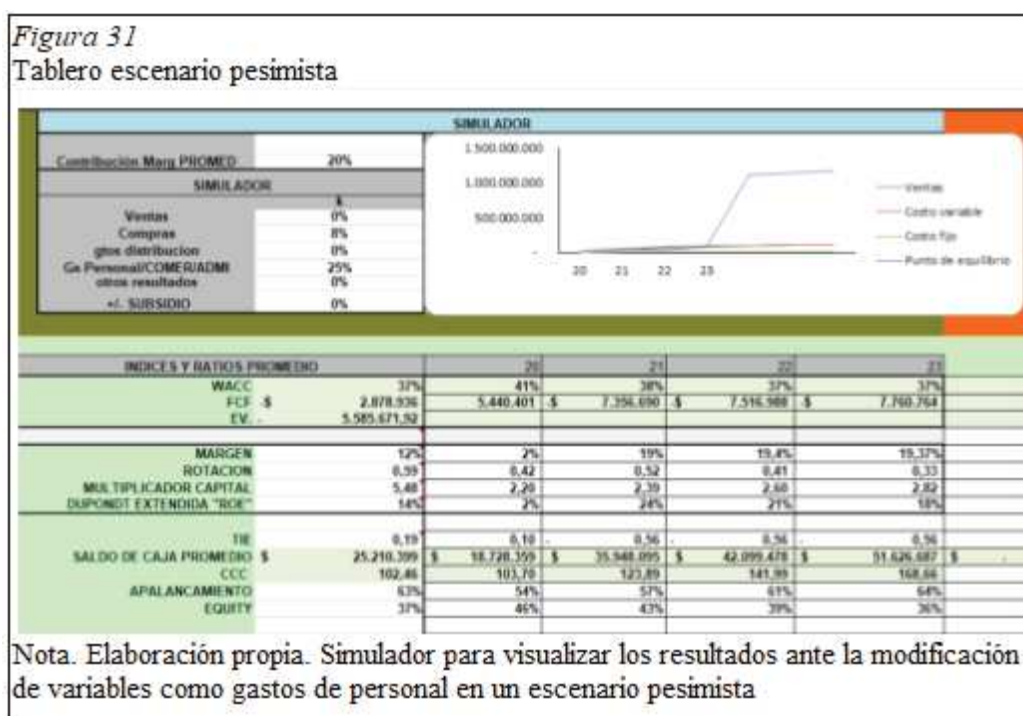 Figura 31
Tablero escenario pesimista
SIMULADOR
Contribución Marg PROMED 20%
SIMULADOR
Ventas 0%
Compras 8%
gtos distribucion 0%
Gs Personal/COMER/ADMI 25%
otros resultados 0%
+/- SUBSIDIO 0%
1.500.000.000
1.000.000.000
500.000.000
-
20 21 22 23
Ventas
Costo variable
Costo fijo
Punto de equilibrio
INDICES Y RATIOS PROMEDIO 20 21 22 23
WACC 37% 41% 38% 37% 37%
FCF -$ 2.878.936 5.440.401 -$ 7.356.690 -$ 7.516.988 -$ 7.760.764
EV. - 5.585.671,92
MARGEN 12% 2% 19% 19,4% 19,37%
ROTACION 0,59 0,42 0,52 0,41 0,33
MULTIPLICADOR CAPITAL 5,48 2,20 2,39 2,60 2,82
DUPONDT EXTENDIDA "ROE" 14% 2% 24% 21% 18%
TIE 0,19 0,10 - 0,56 - 0,56 - 0,56
SALDO DE CAJA PROMEDIO $ 25.210.399 $ 18.728.359 $ 35.948.095 $ 42.099.478 $ 51.626.687 $ -
CCC 102,46 103,70 123,89 141,99 168,66
APALANCAMIENTO 63% 54% 57% 61% 64%
EQUITY 37% 46% 43% 39% 36%
Nota. Elaboración propia. Simulador para visualizar los resultados ante la modificación
de variables como gastos de personal en un escenario pesimista